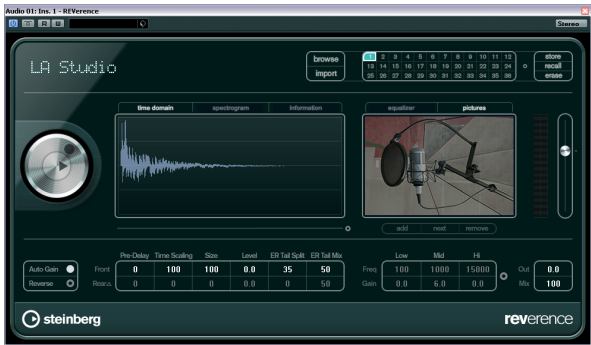 Audio 01: Ins. 1 - REVerence
R W
Stereo
LA Studio
browse
import
1 2 3 4 5 6 7 8 9 10 11 12
13 14 15 16 17 18 19 20 21 22 23 24
25 26 27 28 29 30 31 32 33 34 35 36
store
recall
erase
time domain spectrogram information
equalizer pictures
add next remove
Pre-Delay Time Scaling Size Level ER Tail Split ER Tail Mix
Low Mid Hi
Auto Gain Front 0 100 100 0.0 35 50
Freq 100 1000 15000 Out 0.0
Reverse Rear 0 0 0 0.0 0 50
Gain 0.0 6.0 0.0 Mix 100
steinberg
reverence